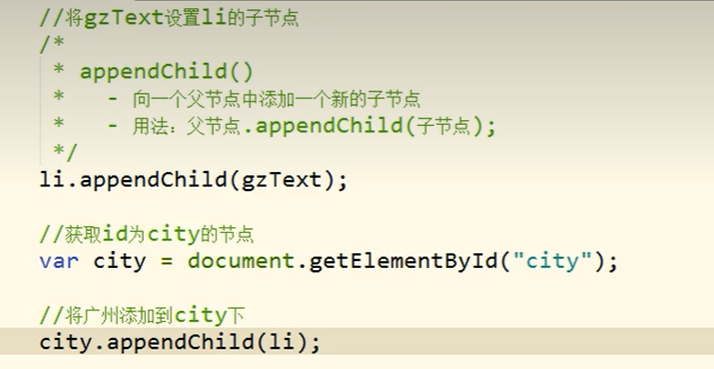 //将gzText设置li的子节点
/*
* appendChild()
* - 向一个父节点中添加一个新的子节点
* - 用法：父节点.appendChild(子节点);
*/
li.appendChild(gzText);
//获取id为city的节点
var city = document.getElementById("city");
//将广州添加到city下
city.appendChild(li);